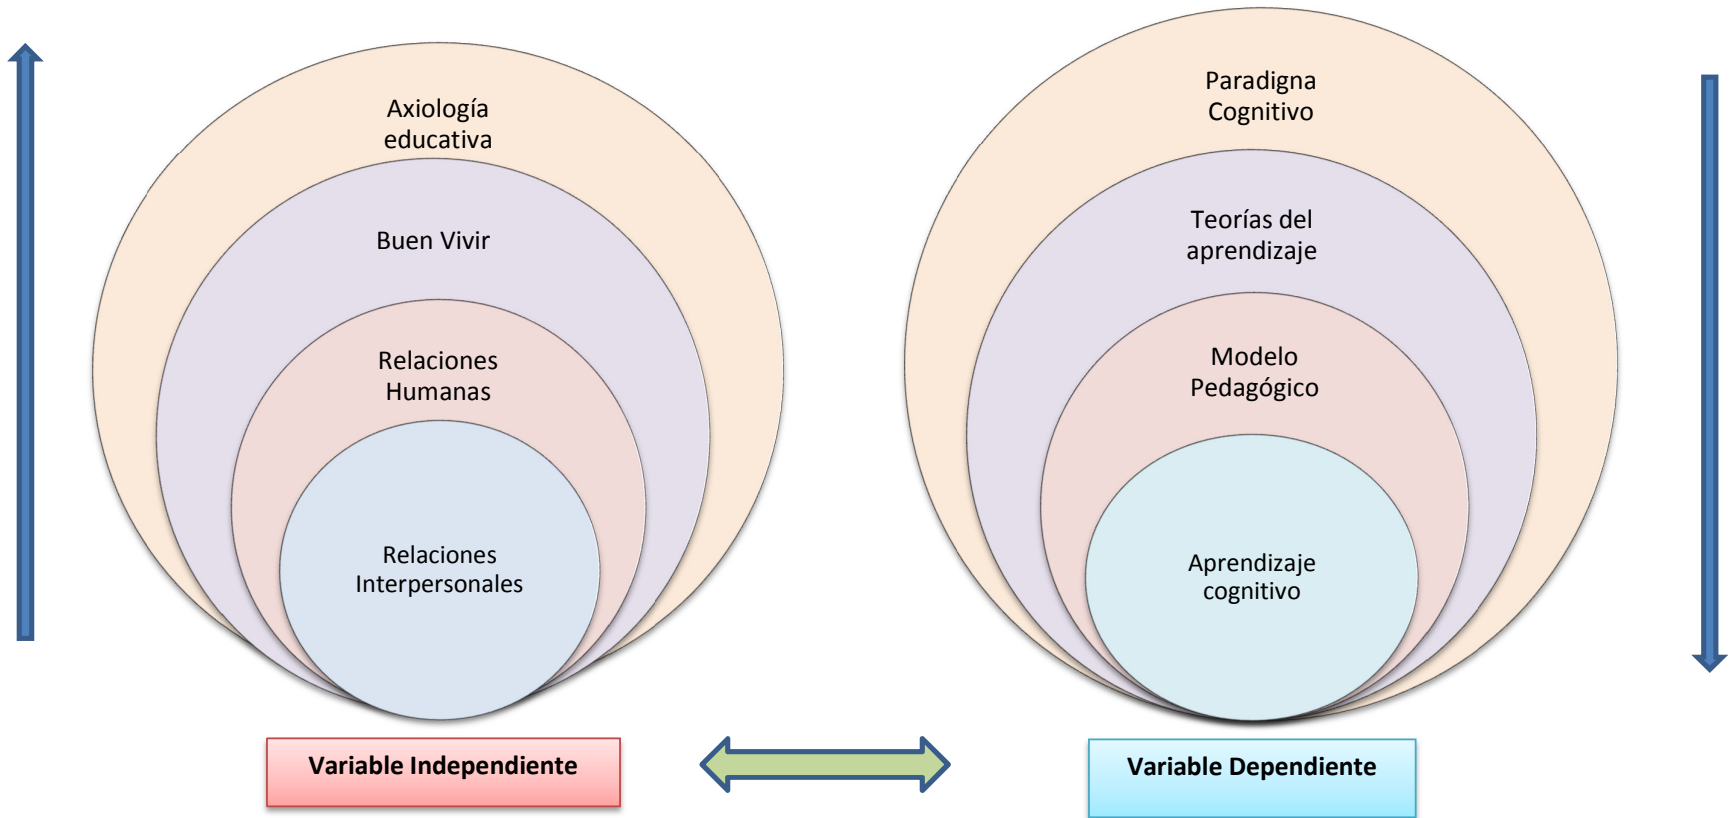 Axiología
educativa
Buen Vivir
Relaciones
Humanas
Relaciones
Interpersonales
Variable Independiente
Paradigna
Cognitivo
Teorías del
aprendizaje
Modelo
Pedagógico
Aprendizaje
cognitivo
Variable Dependiente